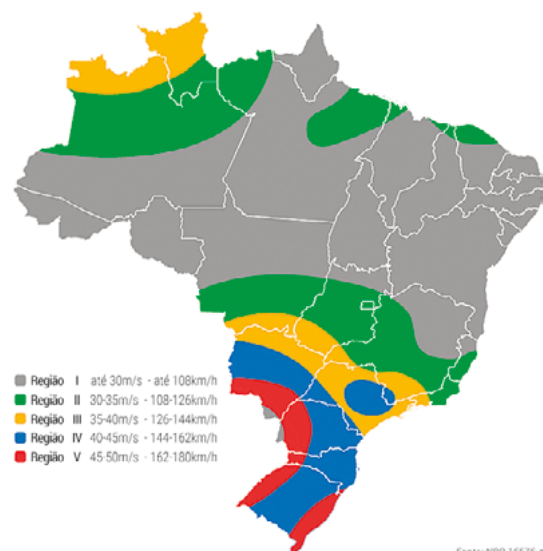 Região I até 30m/s - até 108km/h
Região II 30-35m/s - 108-126km/h
Região III 35-40m/s - 126-144km/h
Região IV 40-45m/s - 144-162km/h
Região V 45-50m/s - 162-180km/h